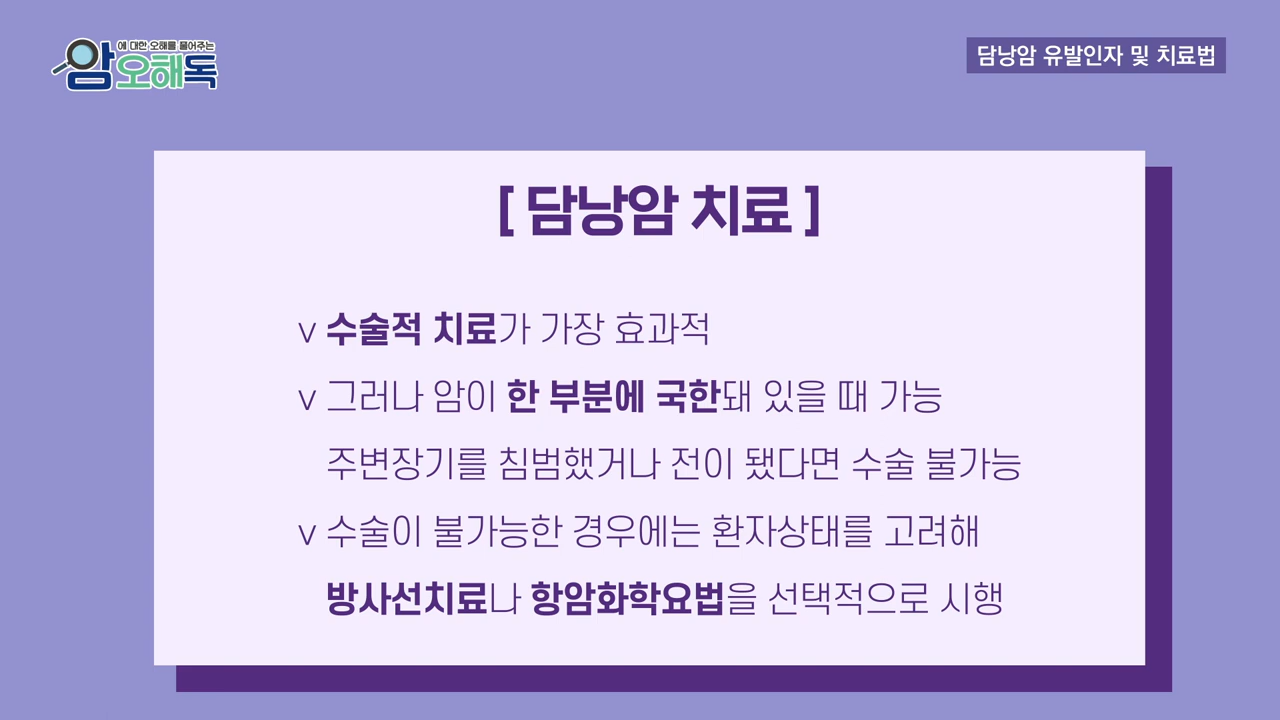 에 대한 오해를 풀어주는
암오해독
담낭암 유발인자 및 치료법
[ 담낭암 치료 ]
v 수술적 치료가 가장 효과적
v 그러나 암이 한 부분에 국한돼 있을 때 가능
주변장기를 침범했거나 전이 됐다면 수술 불가능
v 수술이 불가능한 경우에는 환자상태를 고려해
방사선치료나 항암화학요법을 선택적으로 시행